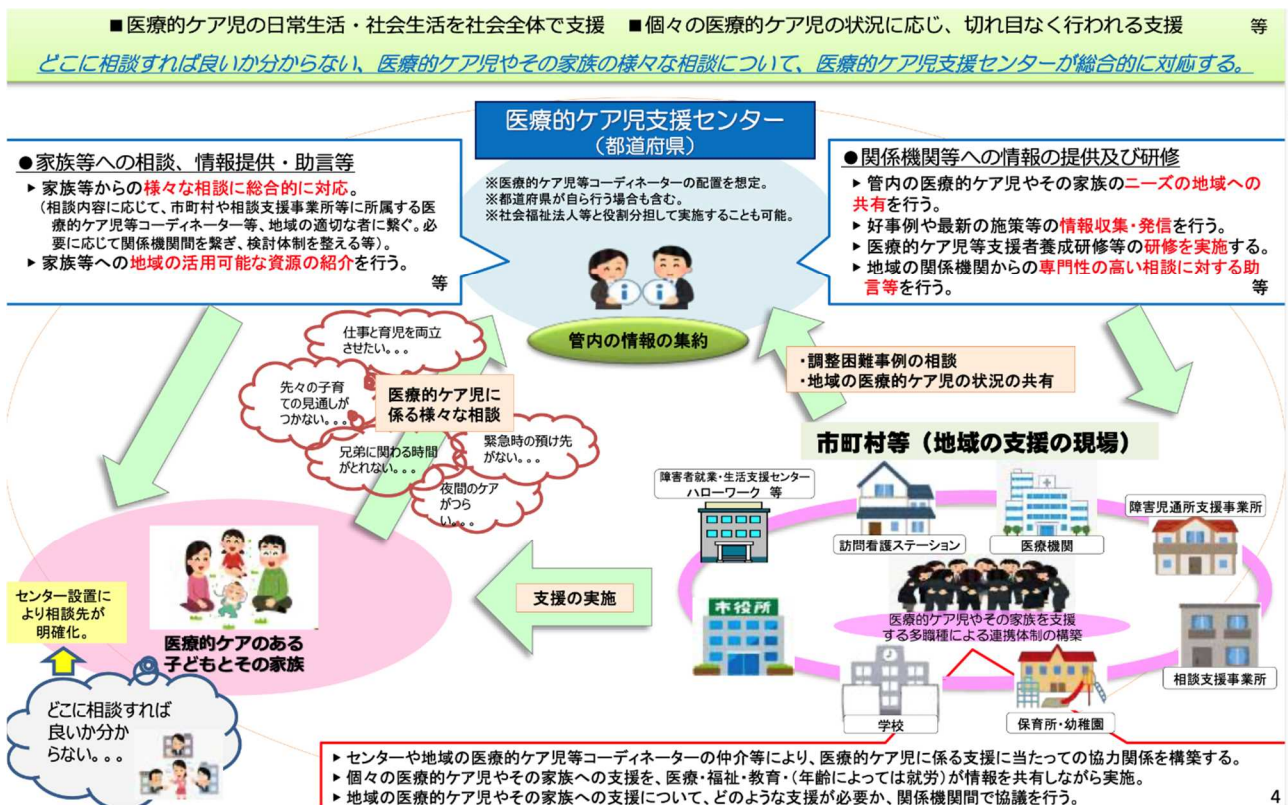 ■医療的ケア児の日常生活・社会生活を社会全体で支援　■個々の医療的ケア児の状況に応じ、切れ目なく行われる支援　等
どこに相談すれば良いか分からない、医療的ケア児やその家族の様々な相談について、医療的ケア児支援センターが総合的に対応する。
医療的ケア児支援センター
（都道府県）
※医療的ケア児等コーディネーターの配置を想定。
※都道府県が自ら行う場合も含む。
※社会福祉法人等と役割分担して実施することも可能。
管内の情報の集約
●家族等への相談、情報提供・助言等
▶ 家族等からの様々な相談に総合的に対応。
（相談内容に応じて、市町村や相談支援事業所等に所属する医
療的ケア児等コーディネーター等、地域の適切な者に繋ぐ。必
要に応じて関係機関間を繋ぎ、検討体制を整える等）。
▶ 家族等への地域の活用可能な資源の紹介を行う。
等
●関係機関等への情報の提供及び研修
▶ 管内の医療的ケア児やその家族のニーズの地域への
共有を行う。
▶ 好事例や最新の施策等の情報収集・発信を行う。
▶ 医療的ケア児等支援者養成研修等の研修を実施する。
▶ 地域の関係機関からの専門性の高い相談に対する助
言等を行う。
等
仕事と育児を両立
させたい。。。
先々の子育
ての見通しが
つかない。。。
医療的ケア児に
係る様々な相談
兄弟に関わる時間
がとれない。。。
緊急時の預け先
がない。。。
夜間のケア
がつら
い。。。
・調整困難事例の相談
・地域の医療的ケア児の状況の共有
市町村等（地域の支援の現場）
障害者就業・生活支援センター
ハローワーク 等
訪問看護ステーション
医療機関
障害児通所支援事業所
市役所
医療的ケア児やその家族を支援
する多職種による連携体制の構築
相談支援事業所
学校
保育所・幼稚園
支援の実施
医療的ケアのある
子どもとその家族
センター設置に
より相談先が
明確化。
どこに相談すれば
良いか分か
らない。。。
▶ センターや地域の医療的ケア児等コーディネーターの仲介等により、医療的ケア児に係る支援に当たっての協力関係を構築する。
▶ 個々の医療的ケア児やその家族への支援を、医療・福祉・教育・（年齢によっては就労）が情報を共有しながら実施。
▶ 地域の医療的ケア児やその家族への支援について、どのような支援が必要か、関係機関間で協議を行う。
4